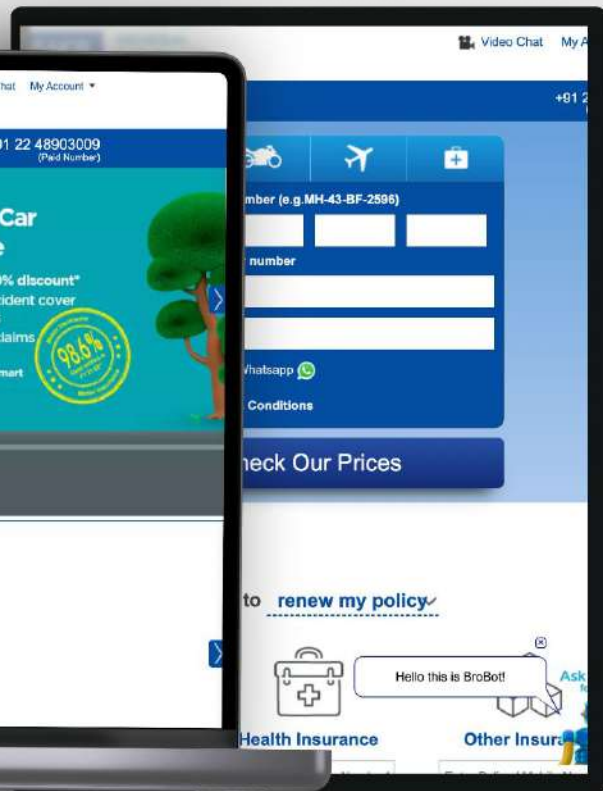 Video Chat My A
+91 2
hat My Account
91 22 48903009
(Paid Number)
Car
e
0% discount*
ident cover
laims
98.6%
mart
mber (e.g.MH-43-BF-2596)
number
Whatsapp
Conditions
heck Our Prices
to renew my policy
Hello this is BroBot!
Ask
fo
Health Insurance
Other Insura